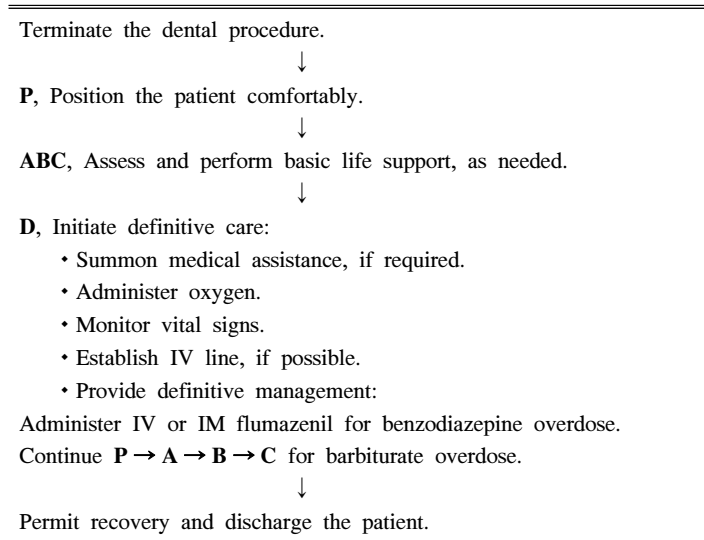 Terminate the dental procedure.
↓
P, Position the patient comfortably.
↓
ABC, Assess and perform basic life support, as needed.
↓
D, Initiate definitive care:
・Summon medical assistance, if required.
・Administer oxygen.
・Monitor vital signs.
・Establish IV line, if possible.
・Provide definitive management:
Administer IV or IM flumazenil for benzodiazepine overdose.
Continue P → A → B → C for barbiturate overdose.
↓
Permit recovery and discharge the patient.